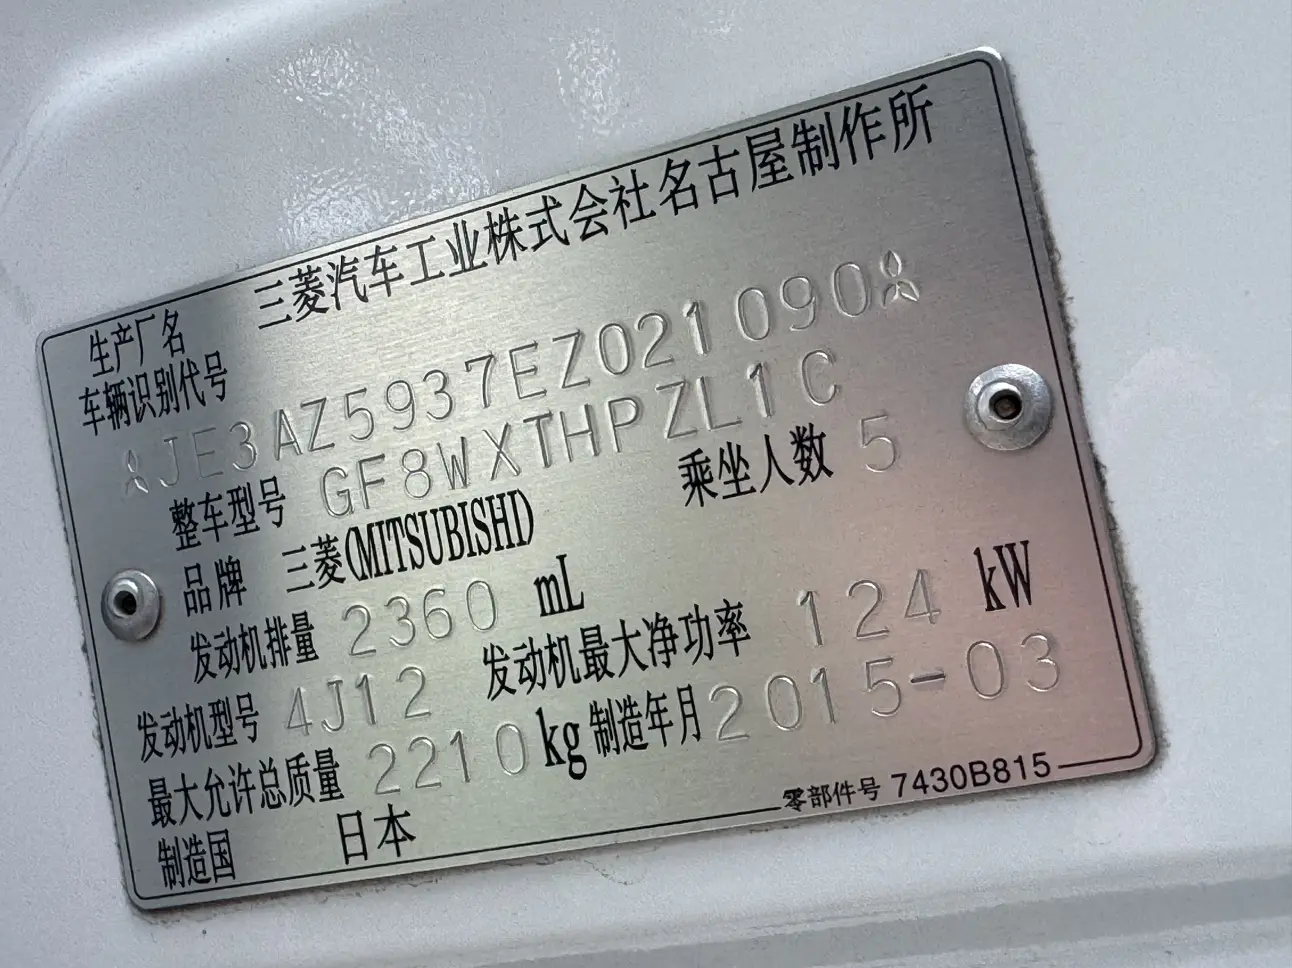 生产厂名 三菱汽车工业株式会社名古屋制作所
车辆识别代号
JE3AZ5937EZ021090
整车型号 GF8WXTHPZL1C
品牌 三菱(MITSUBISHI) 乘坐人数 5
发动机排量 2360 mL
发动机型号 4J12 发动机最大净功率 124 kW
最大允许总质量 2210 kg 制造年月 2015-03
制造国 日本
零部件号 7430B815